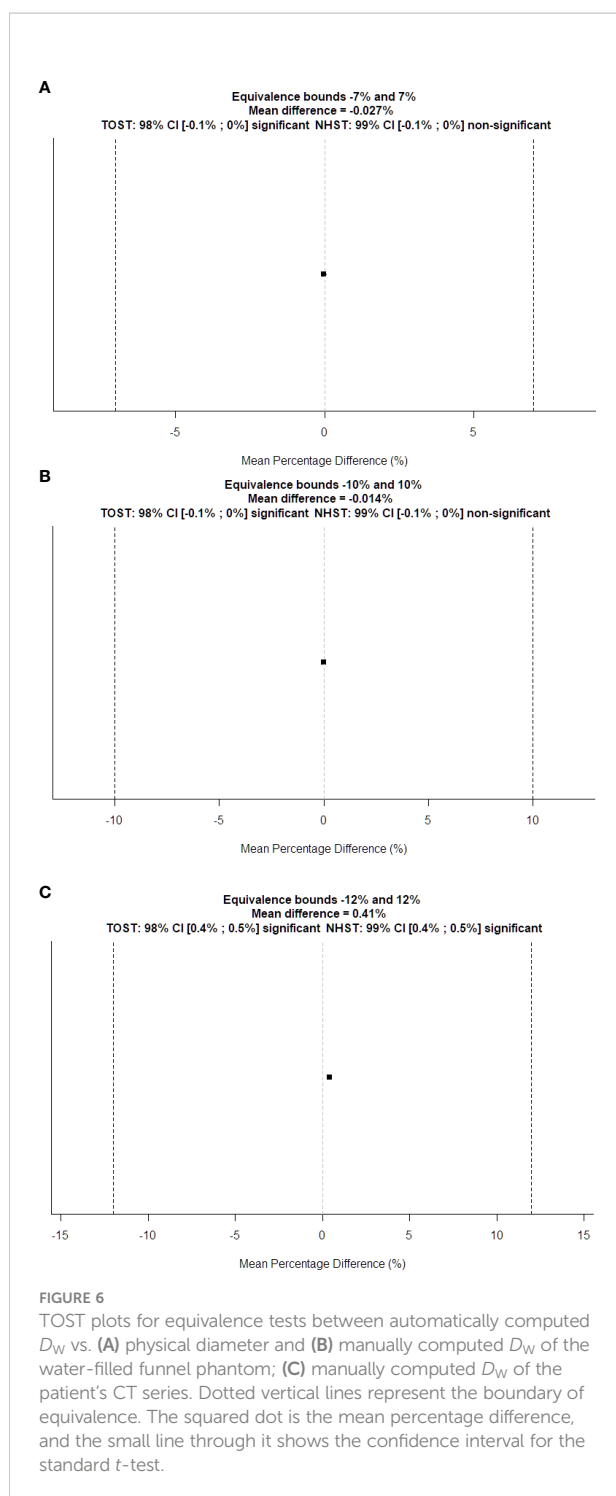 A
Equivalence bounds -7% and 7%
Mean difference = -0.027%
TOST: 98% CI [-0.1% ; 0%] significant NHST: 99% CI [-0.1% ; 0%] non-significant
-5 0 5
Mean Percentage Difference (%)
B
Equivalence bounds -10% and 10%
Mean difference = -0.014%
TOST: 98% CI [-0.1% ; 0%] significant NHST: 99% CI [-0.1% ; 0%] non-significant
-10 -5 0 5 10
Mean Percentage Difference (%)
C
Equivalence bounds -12% and 12%
Mean difference = 0.41%
TOST: 98% CI [0.4% ; 0.5%] significant NHST: 99% CI [0.4% ; 0.5%] significant
-15 -10 -5 0 5 10 15
Mean Percentage Difference (%)
FIGURE 6
TOST plots for equivalence tests between automatically computed
DW vs. (A) physical diameter and (B) manually computed DW of the
water-filled funnel phantom; (C) manually computed DW of the
patient's CT series. Dotted vertical lines represent the boundary of
equivalence. The squared dot is the mean percentage difference,
and the small line through it shows the confidence interval for the
standard t-test.